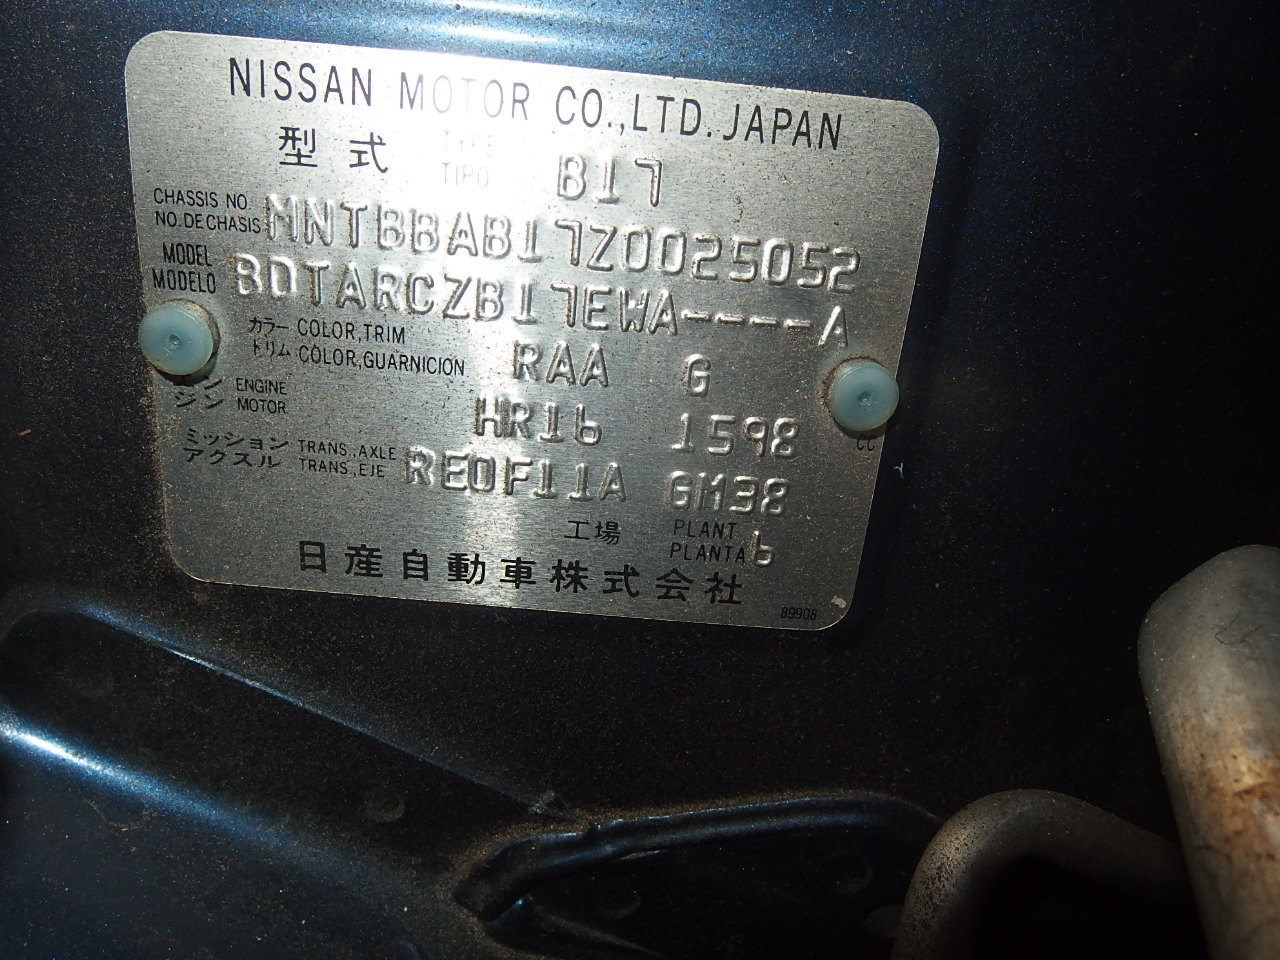 NISSAN MOTOR CO.,LTD.JAPAN
型式 TYPE TIPO B17
CHASSIS NO. NO.DE CHASIS MNTBBAB17Z0025052
MODEL MODELO BDTARCZB17EWA----A
カラー COLOR,TRIM
トリム COLOR,GUARNICION RAA G
ン ENGINE
ジン MOTOR HR16 1598 CC
ミッション TRANS.,AXLE
アクスル TRANS.,EJE RE0F11A GM38
工場 PLANT PLANTA 6
日産自動車株式会社
89908